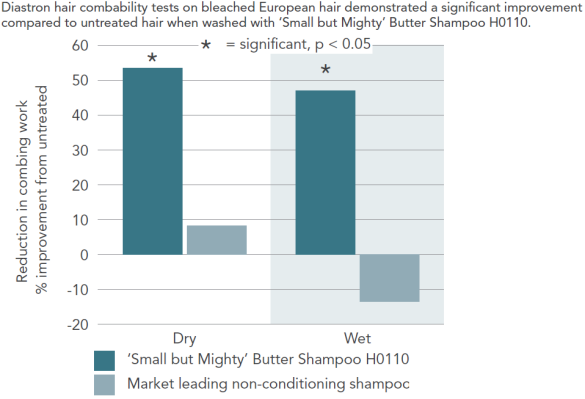 Diastron hair combability tests on bleached European hair demonstrated a significant improvement
compared to untreated hair when washed with ‘Small but Mighty’ Butter Shampoo H0110.
* = significant, p < 0.05
60
50
40
30
20
10
0
-10
-20
Reduction in combing work
% improvement from untreated
*
*
Dry
Wet
‘Small but Mighty’ Butter Shampoo H0110
Market leading non-conditioning shampoc